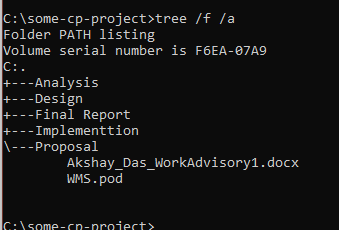 C:\some-cp-project>tree /f /a
Folder PATH listing
Volume serial number is F6EA-07A9
C:.
+---Analysis
+---Design
+---Final Report
+---Implementtion
\---Proposal
        Akshay_Das_WorkAdvisory1.docx
        WMS.pod
C:\some-cp-project>